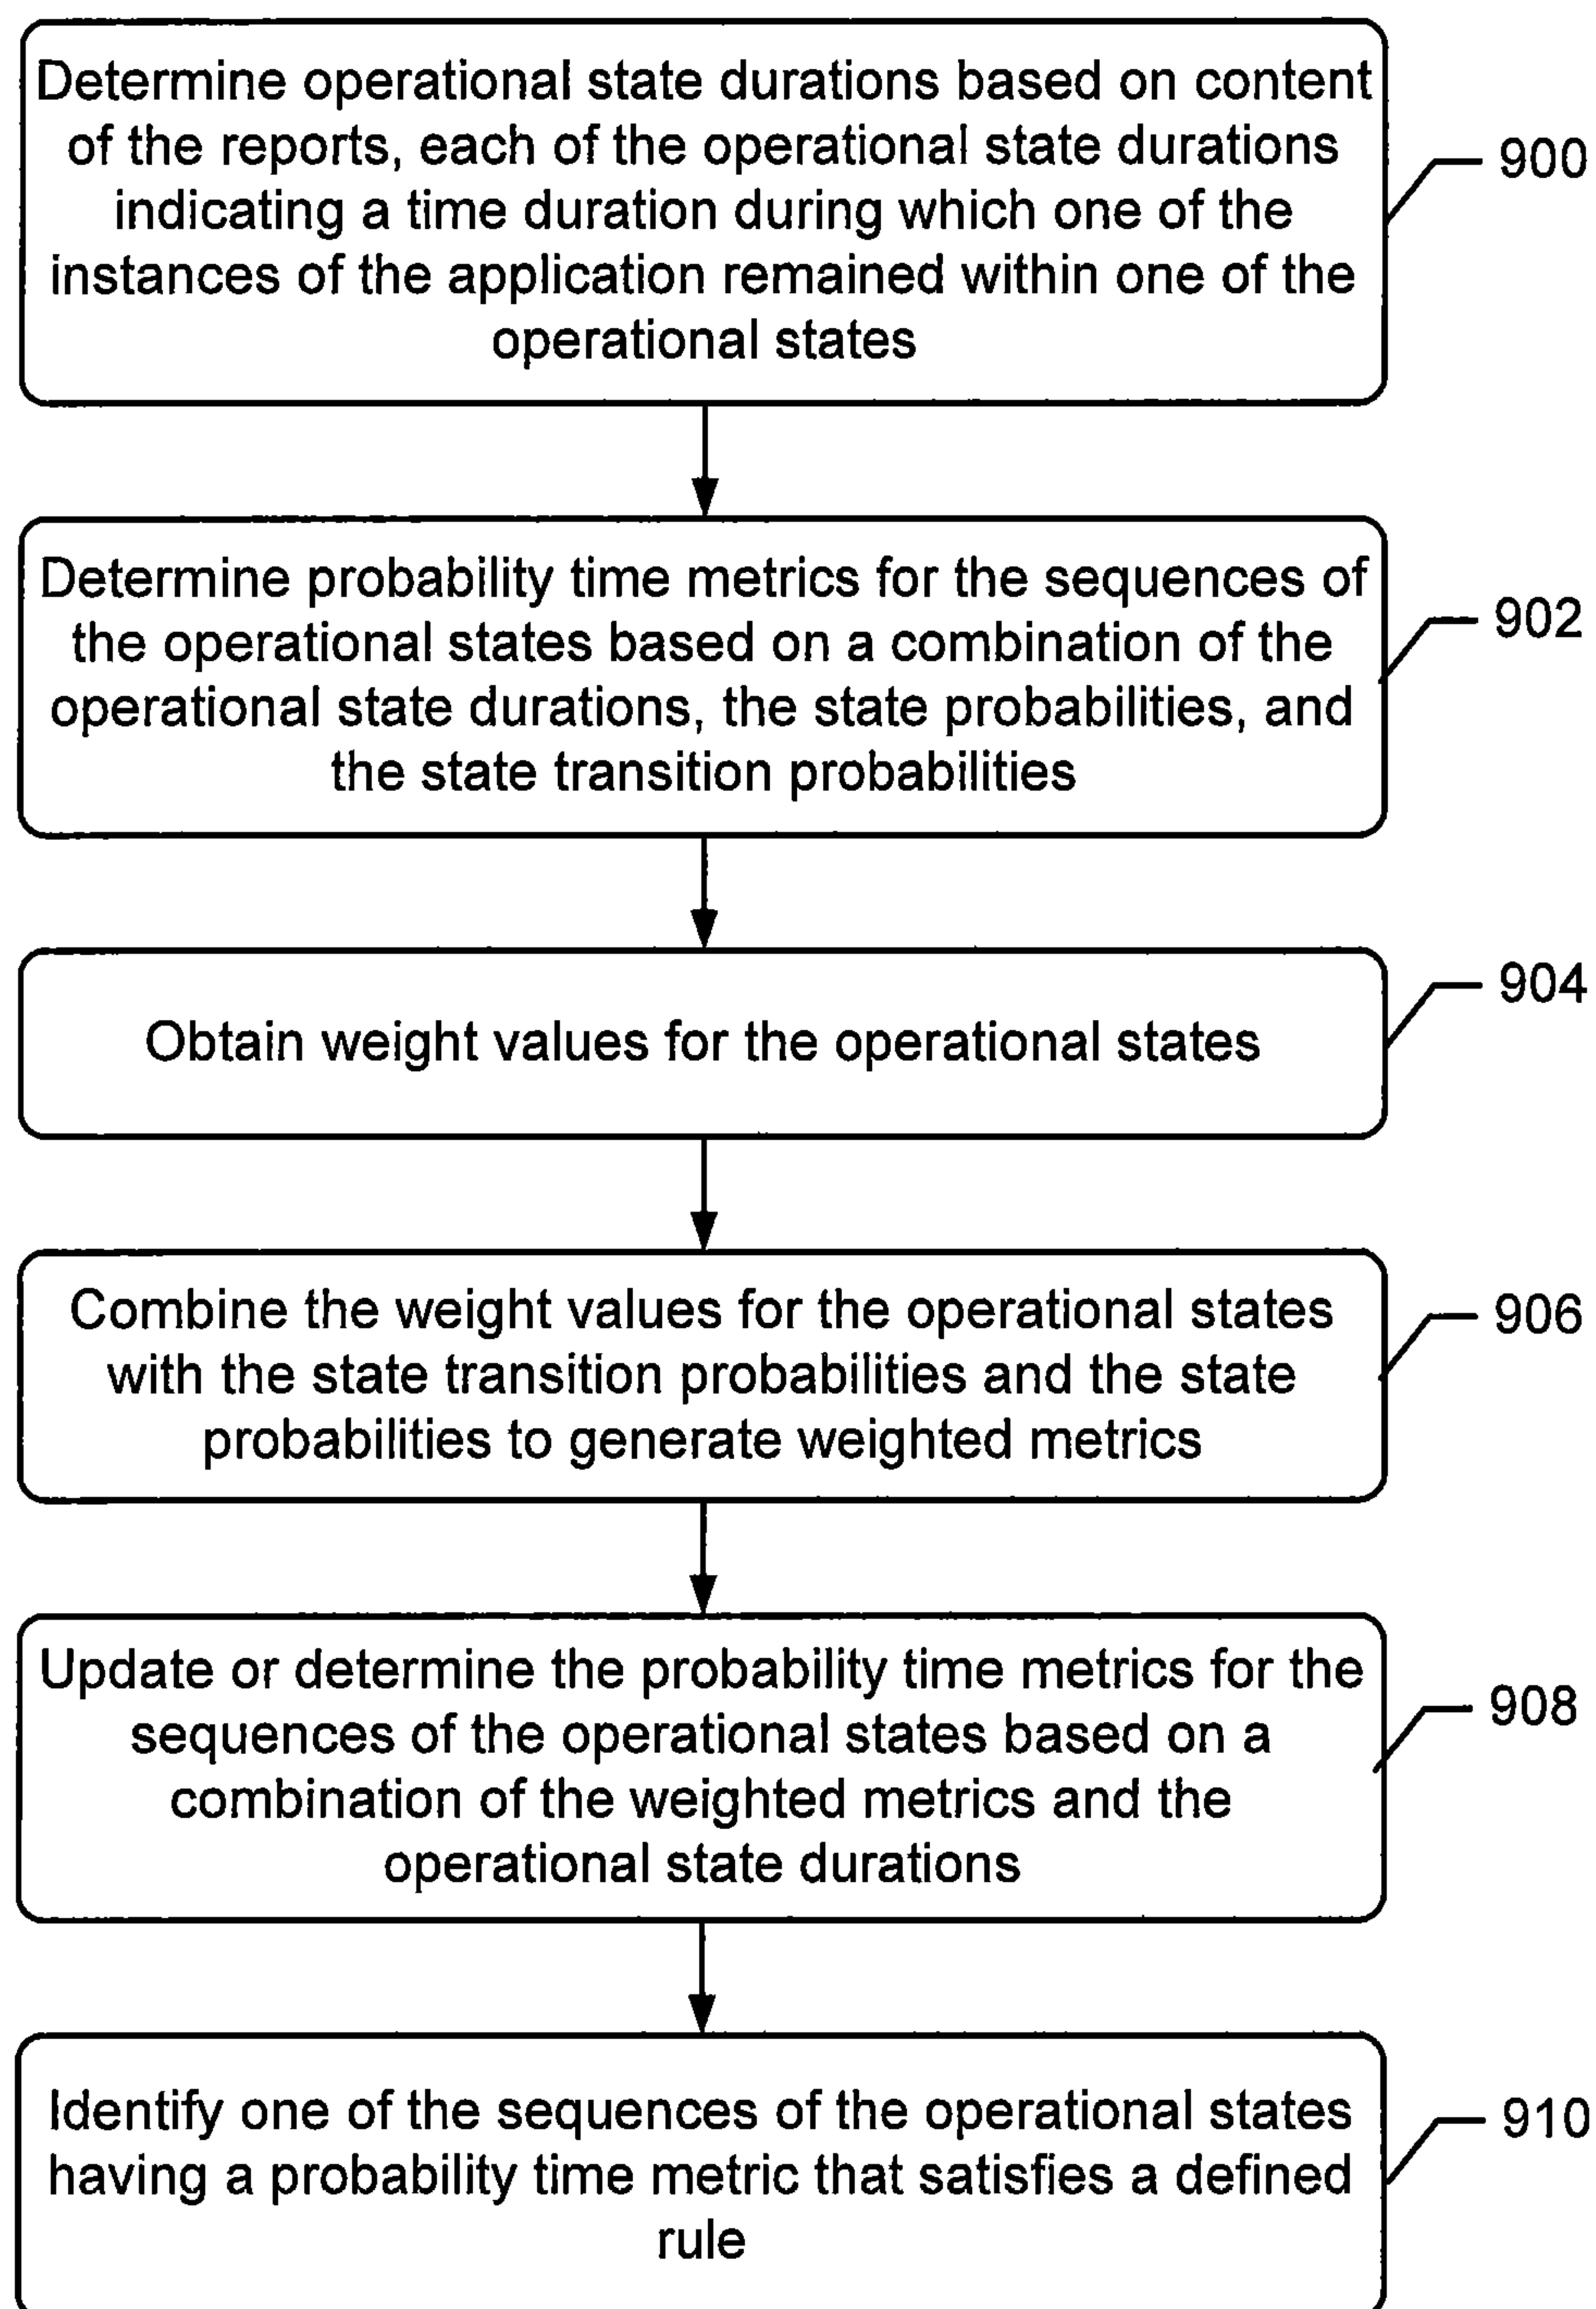 Determine operational state durations based on content
of the reports, each of the operational state durations
indicating a time duration during which one of the
instances of the application remained within one of the
operational states
900
Determine probability time metrics for the sequences of
the operational states based on a combination of the
operational state durations, the state probabilities, and
the state transition probabilities
902
Obtain weight values for the operational states
904
Combine the weight values for the operational states
with the state transition probabilities and the state
probabilities to generate weighted metrics
906
Update or determine the probability time metrics for the
sequences of the operational states based on a
combination of the weighted metrics and the
operational state durations
908
Identify one of the sequences of the operational states
having a probability time metric that satisfies a defined
rule
910